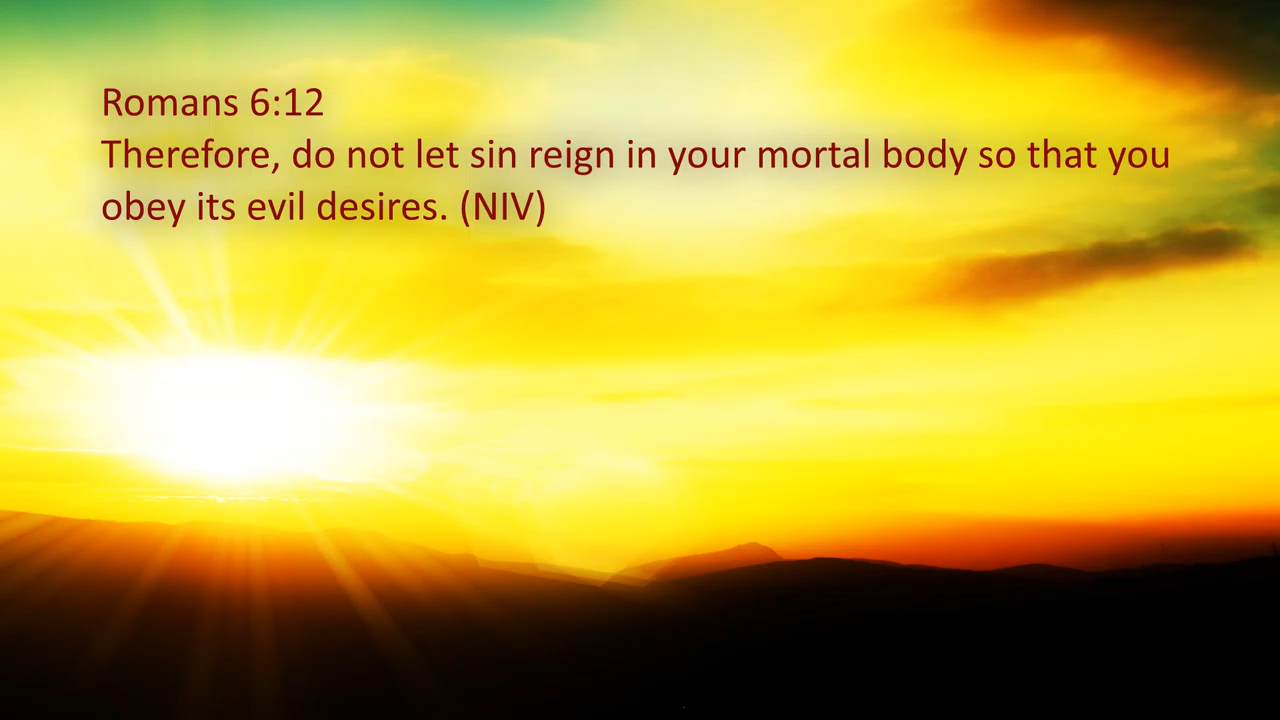 Romans 6:12
Therefore, do not let sin reign in your mortal body so that you
obey its evil desires. (NIV)